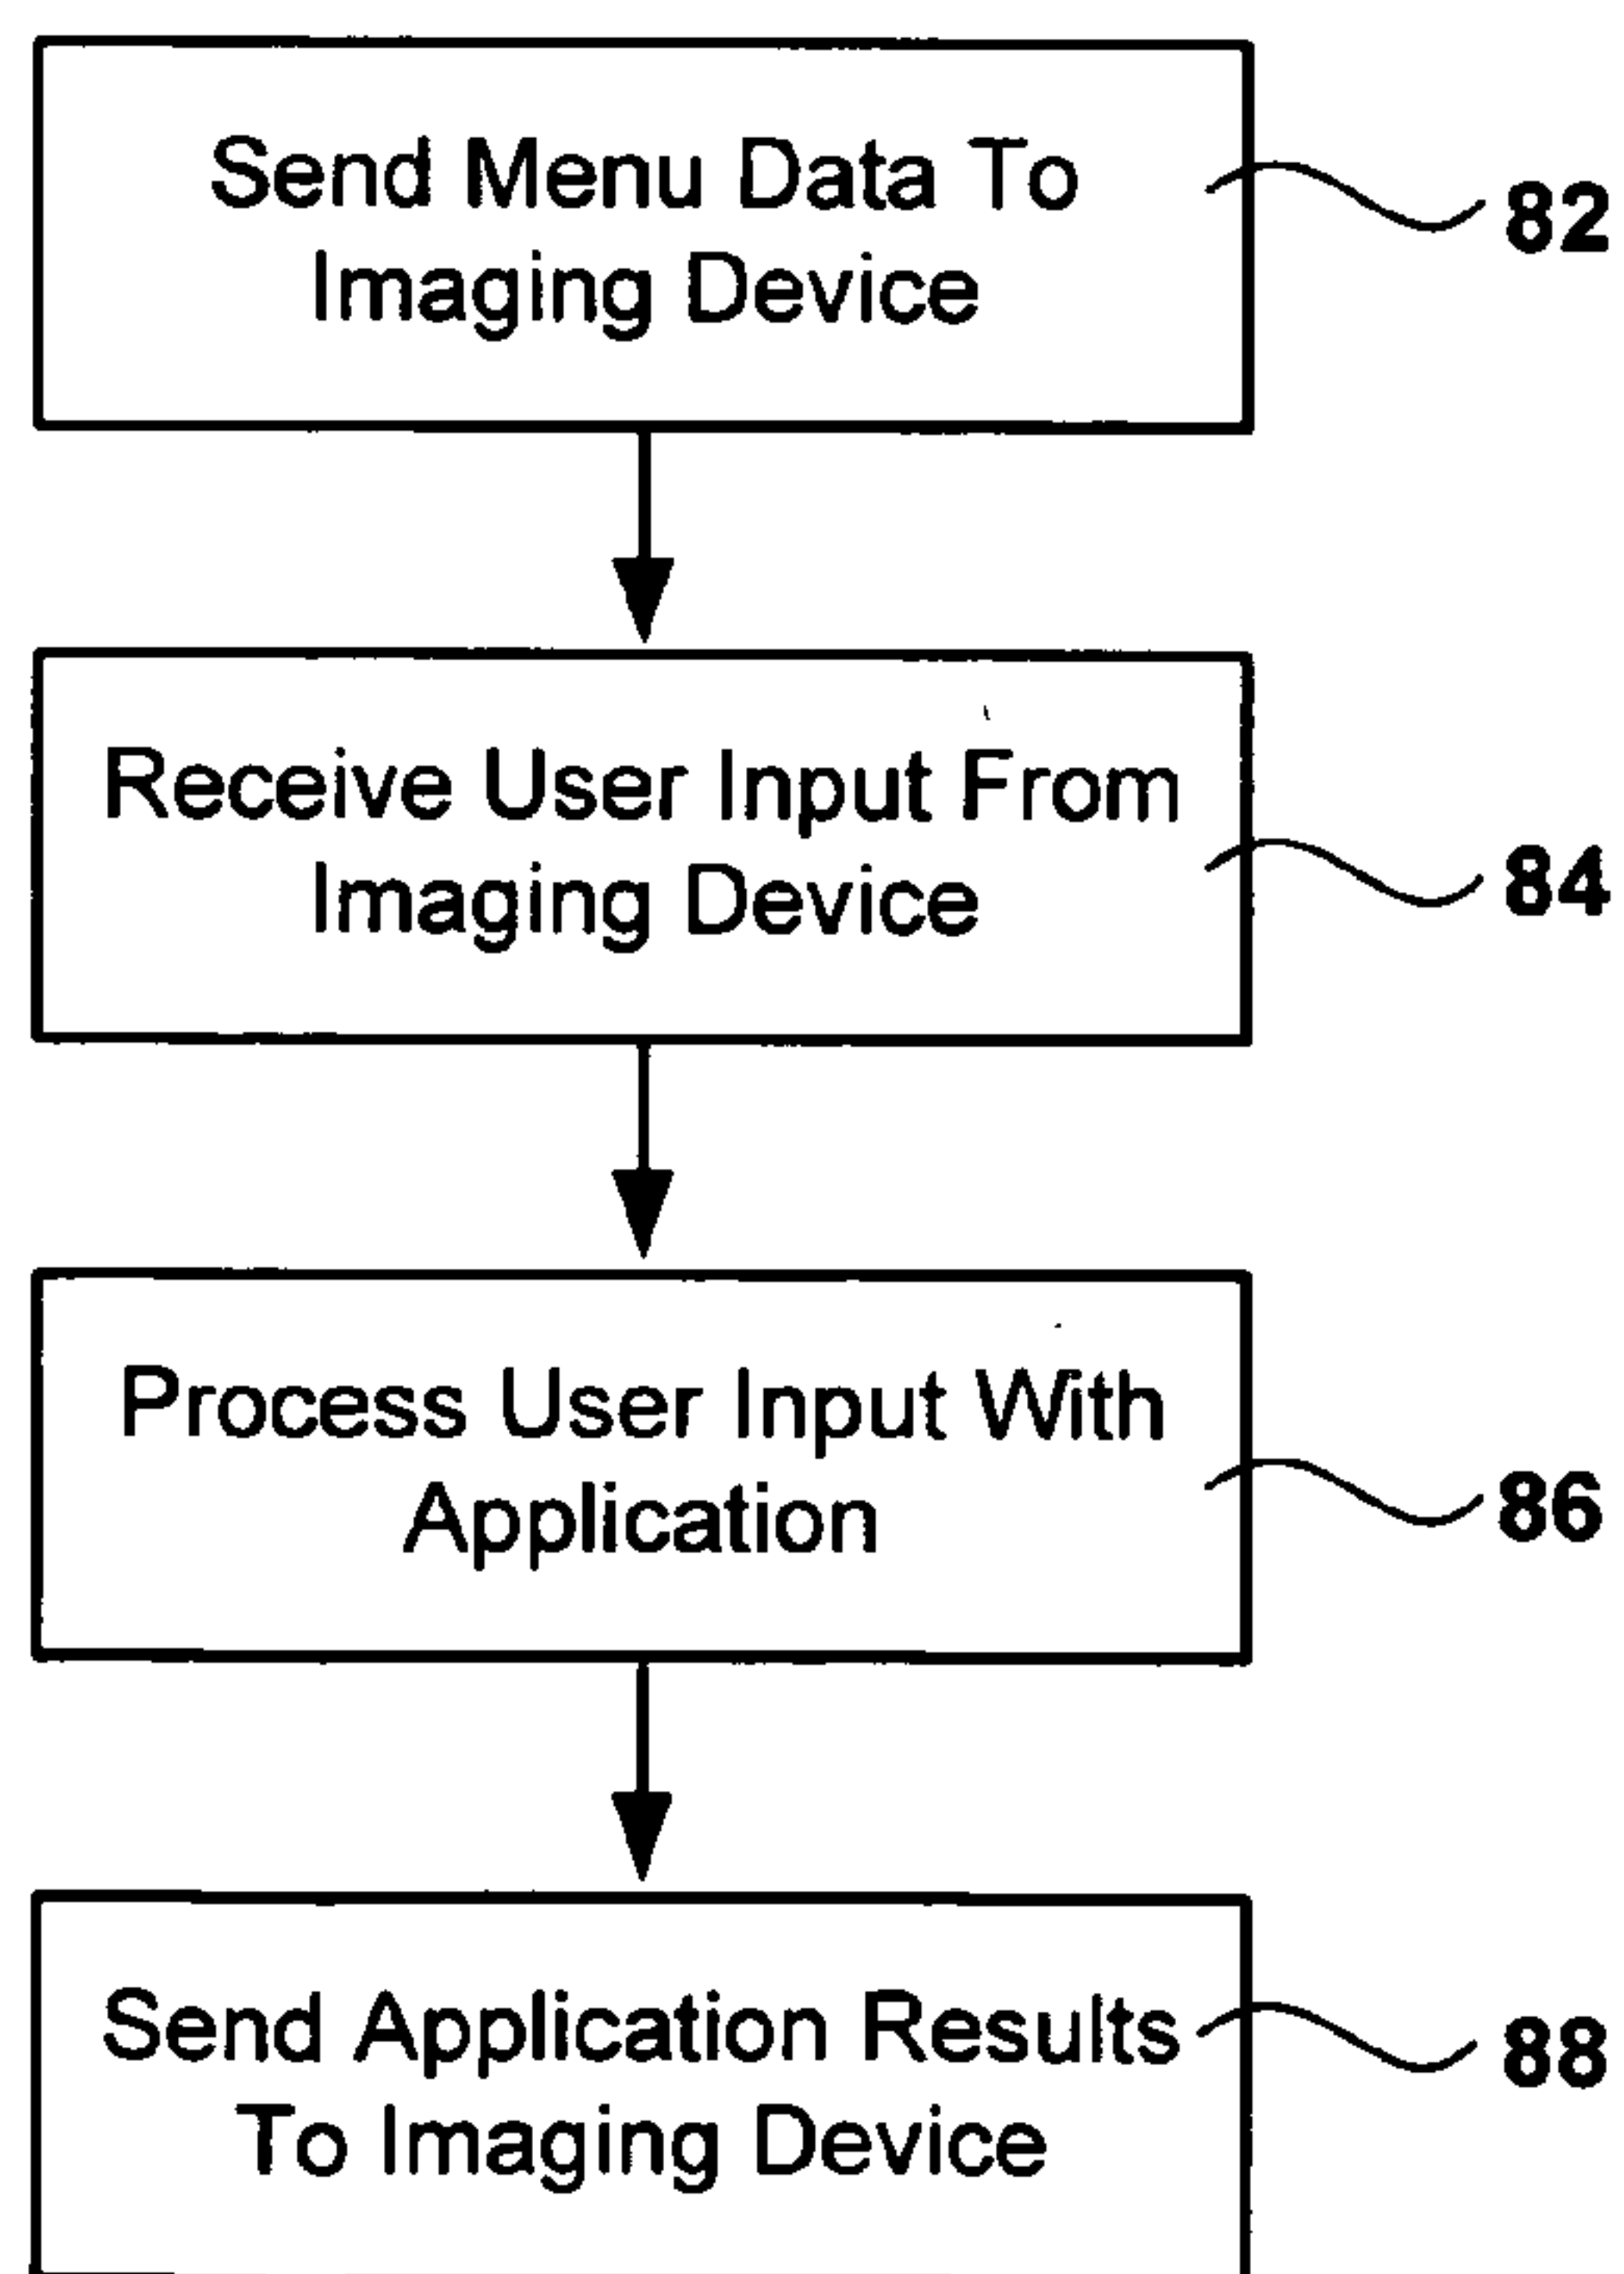 Send Menu Data To
Imaging Device
82
Receive User Input From
Imaging Device
84
Process User Input With
Application
86
Send Application Results
To Imaging Device
88